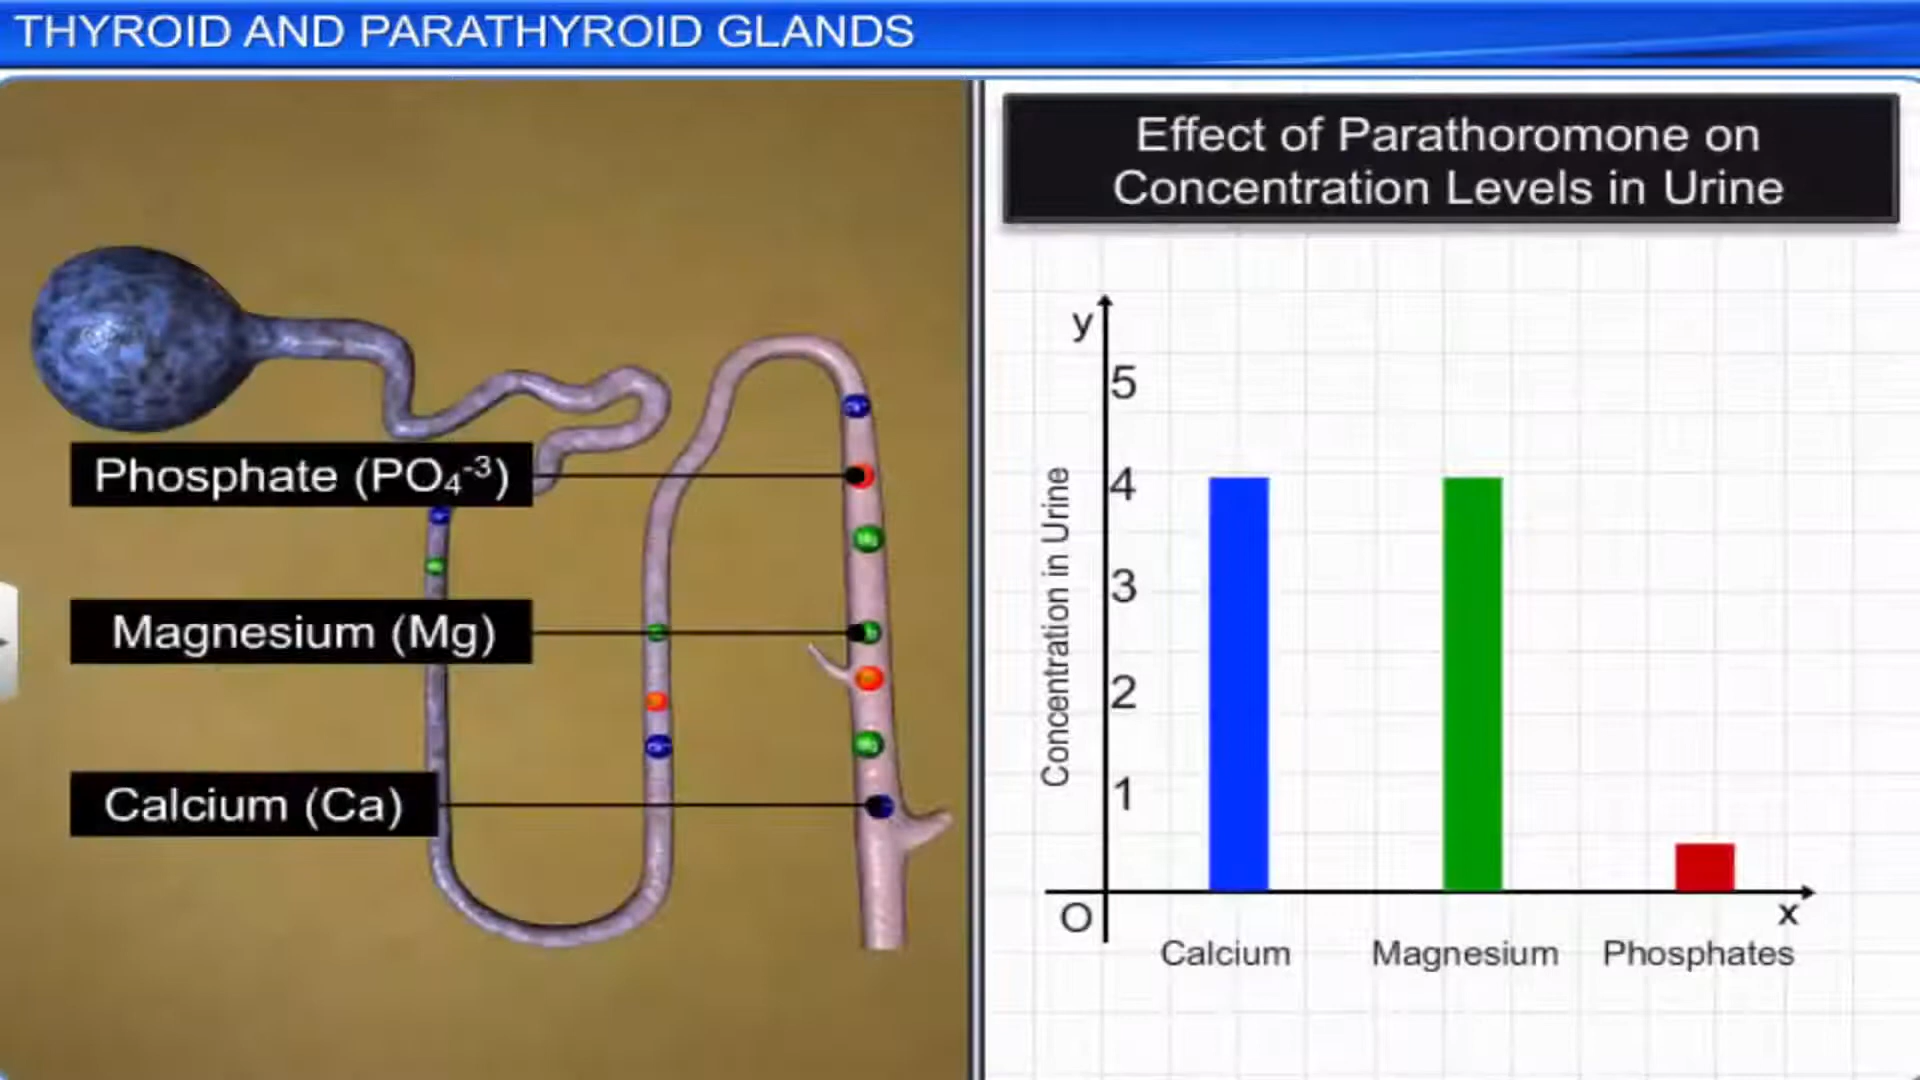 THYROID AND PARATHYROID GLANDS
Phosphate (PO₄⁻³)
Magnesium (Mg)
Calcium (Ca)
Effect of Parathoromone on
Concentration Levels in Urine
y
5
4
3
2
1
Concentration in Urine
O
x
Calcium
Magnesium
Phosphates